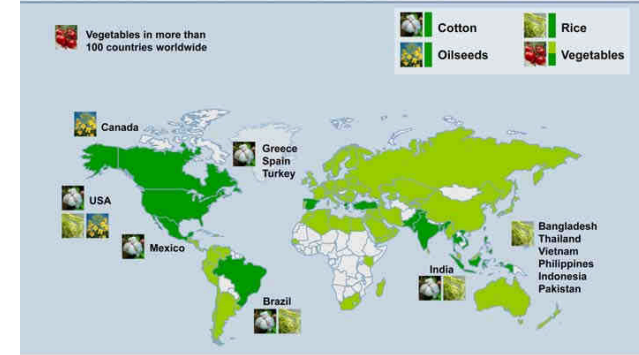 Vegetables in more than
100 countries worldwide
Cotton
Rice
Oilseeds
Vegetables
Canada
Greece
Spain
Turkey
USA
Mexico
Bangladesh
Thailand
Vietnam
Philippines
Indonesia
Pakistan
India
Brazil